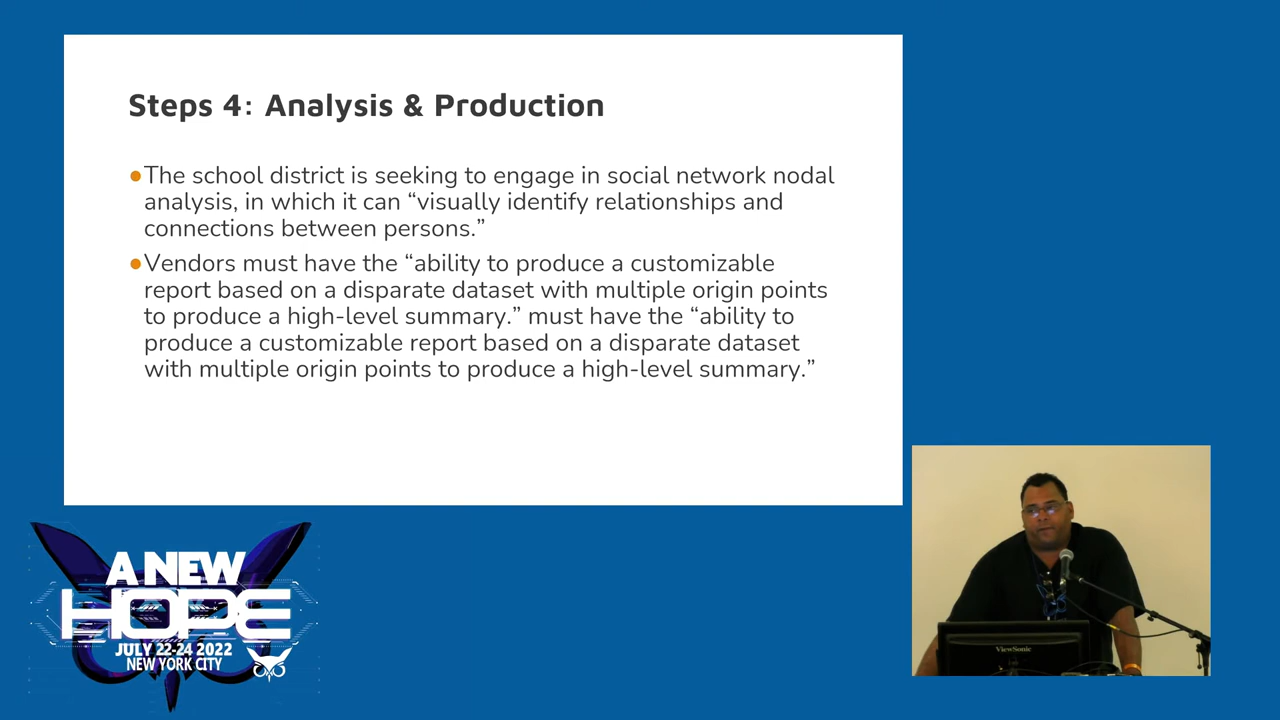 Steps 4: Analysis & Production
●The school district is seeking to engage in social network nodal
analysis, in which it can “visually identify relationships and
connections between persons.”
●Vendors must have the “ability to produce a customizable
report based on a disparate dataset with multiple origin points
to produce a high-level summary.” must have the “ability to
produce a customizable report based on a disparate dataset
with multiple origin points to produce a high-level summary.”
A NEW
HOPE
JULY 22-24 2022
NEW YORK CITY
ViewSonic